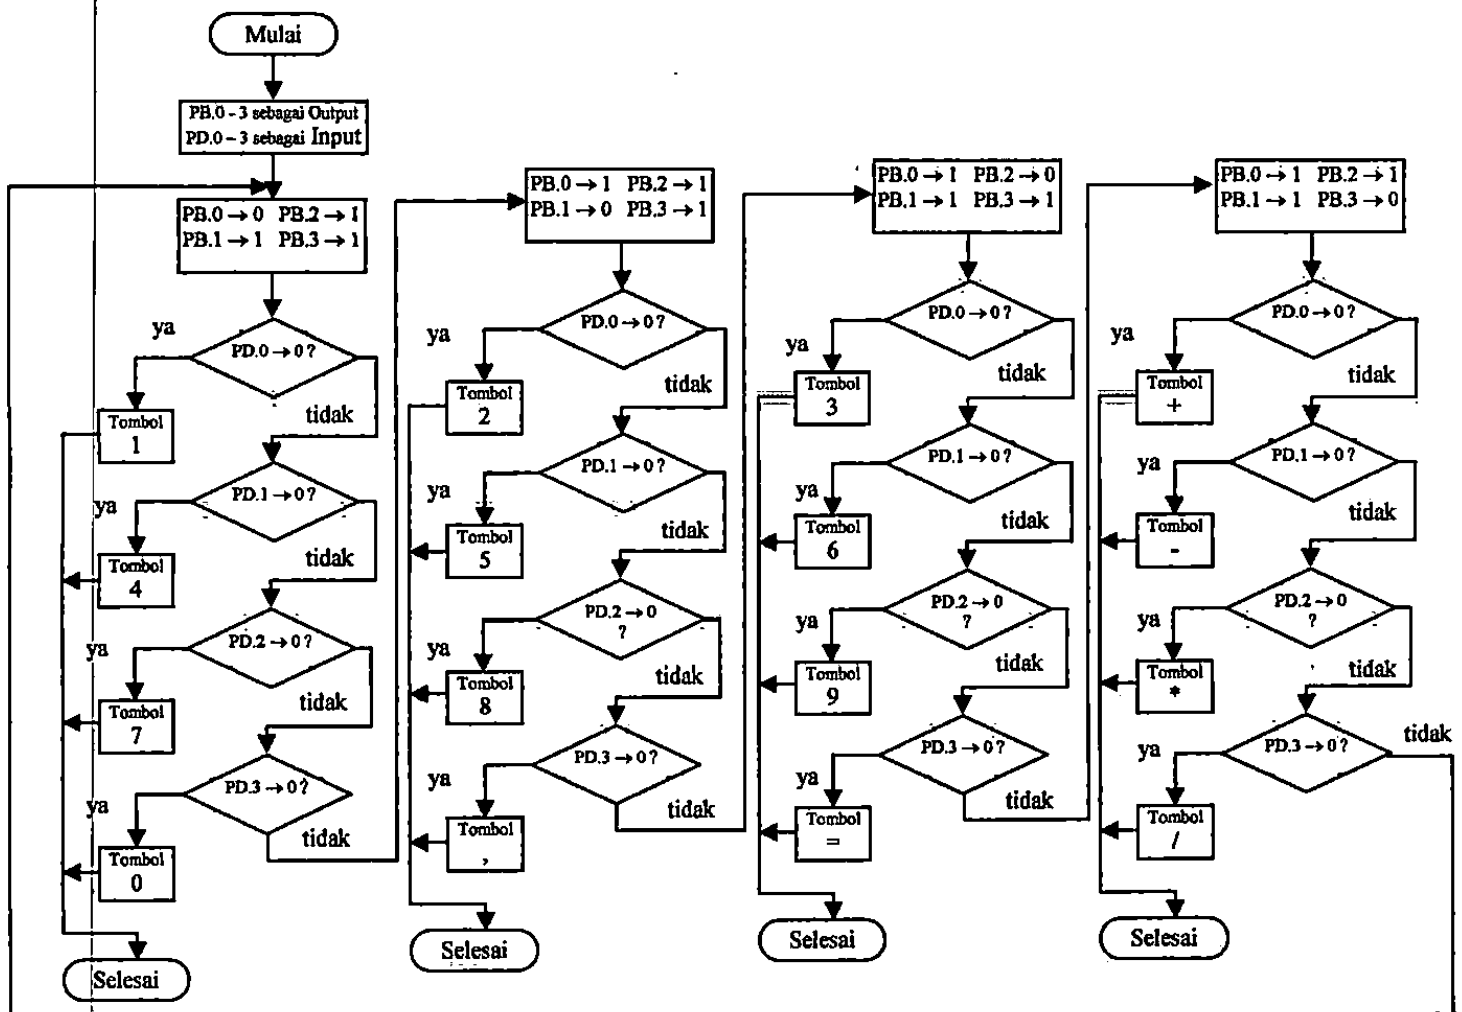 Mulai
PB.0 - 3 sebagai Output
PD.0 – 3 sebagai Input
PB.0 → 0 PB.2 → 1
PB.1 → 1 PB.3 → 1
PD.0 → 0 ?
ya
tidak
Tombol
1
PD.1 → 0 ?
ya
tidak
Tombol
4
PD.2 → 0 ?
ya
tidak
Tombol
7
PD.3 → 0 ?
ya
tidak
Tombol
0
Selesai
PB.0 → 1 PB.2 → 1
PB.1 → 0 PB.3 → 1
PD.0 → 0 ?
ya
tidak
Tombol
2
PD.1 → 0 ?
ya
tidak
Tombol
5
PD.2 → 0
?
ya
tidak
Tombol
8
PD.3 → 0 ?
ya
tidak
Tombol
,
Selesai
PB.0 → 1 PB.2 → 0
PB.1 → 1 PB.3 → 1
PD.0 → 0 ?
ya
tidak
Tombol
3
PD.1 → 0 ?
ya
tidak
Tombol
6
PD.2 → 0
?
ya
tidak
Tombol
9
PD.3 → 0 ?
ya
tidak
Tombol
=
Selesai
PB.0 → 1 PB.2 → 1
PB.1 → 1 PB.3 → 0
PD.0 → 0 ?
ya
tidak
Tombol
+
PD.1 → 0 ?
ya
tidak
Tombol
-
PD.2 → 0
?
ya
tidak
Tombol
*
PD.3 → 0 ?
ya
tidak
Tombol
/
Selesai